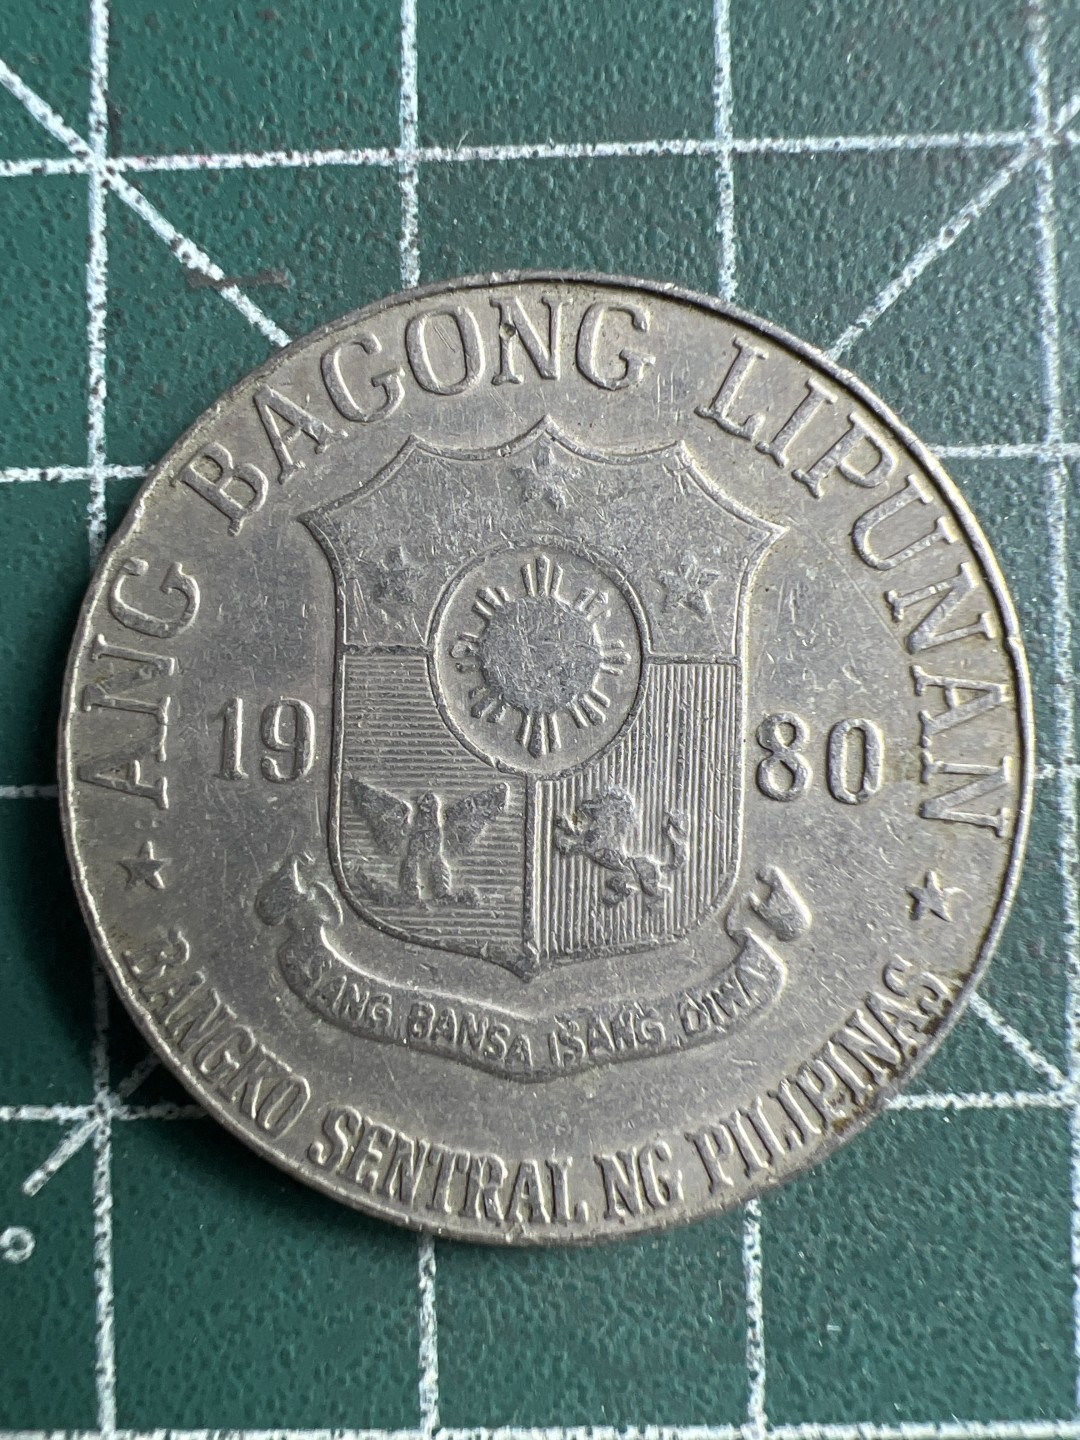 ANG BAGONG LIPUNAN
19 80
ISANG BANSA ISANG DIWA
BANGKO SENTRAL NG PILIPINAS